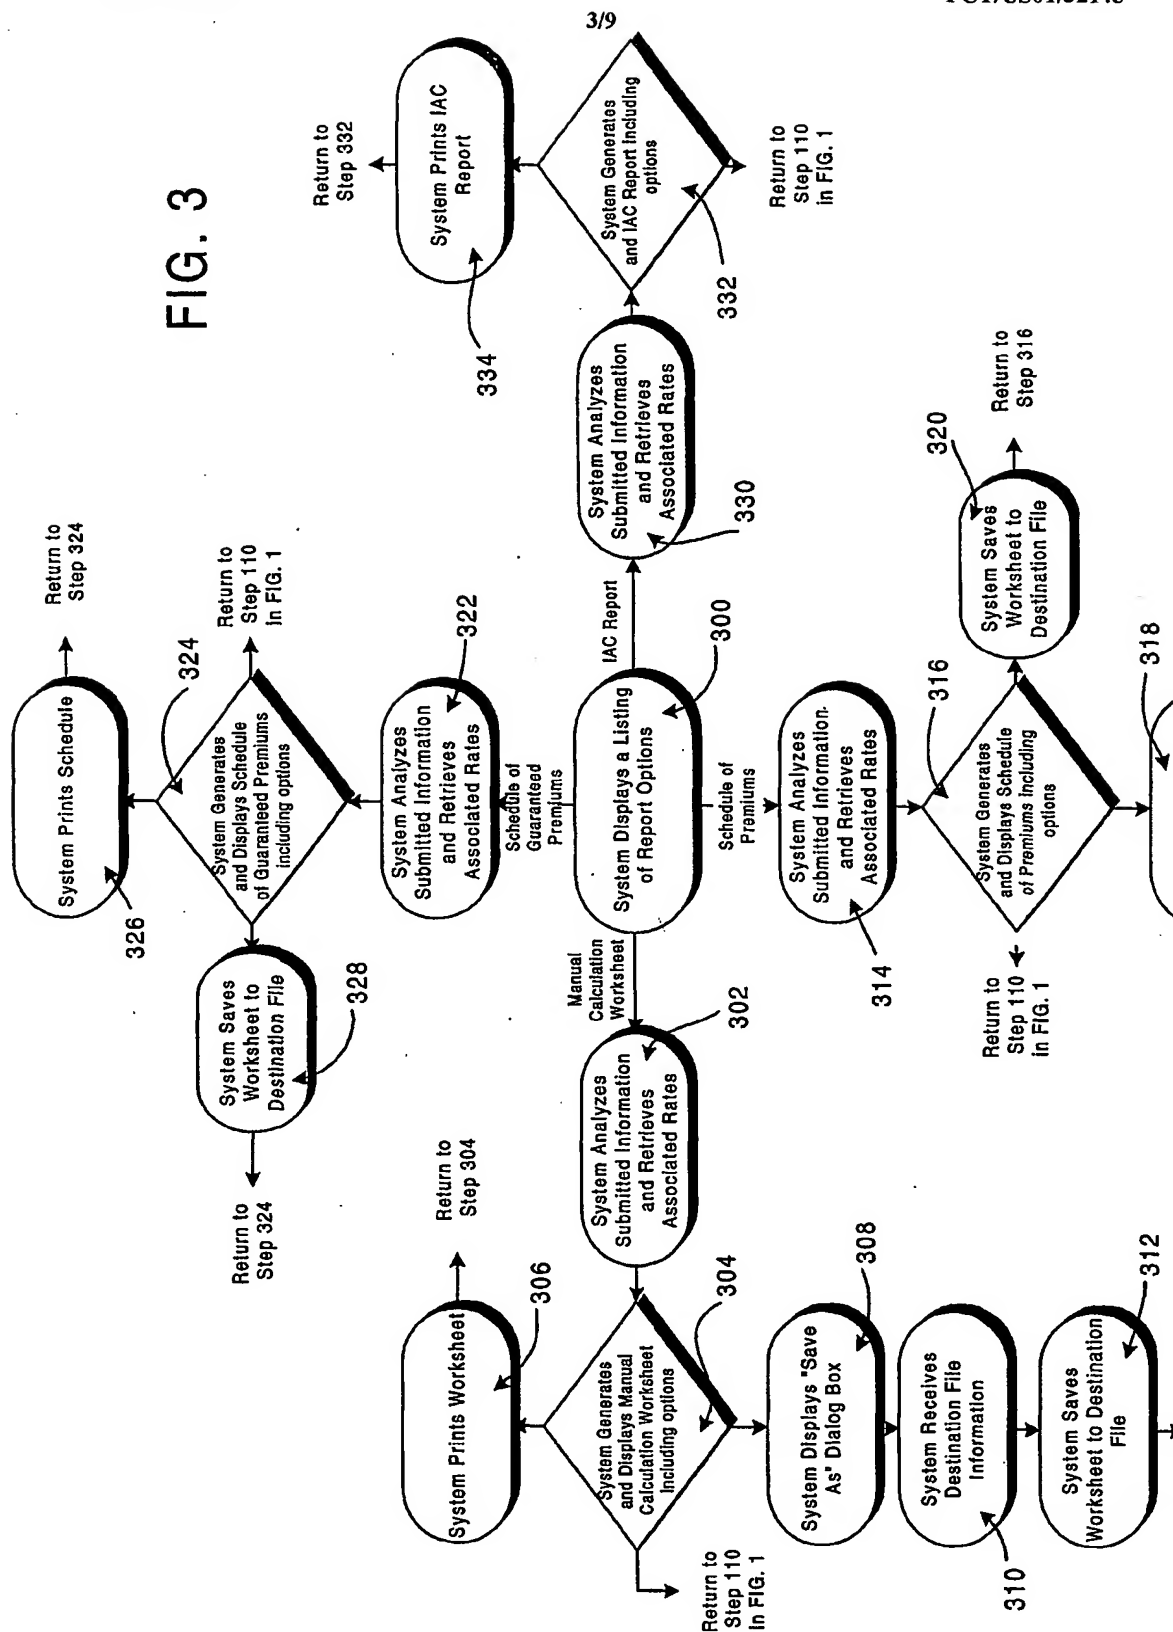 3/9
FIG. 3
System Prints Schedule
Return to
Step 324
326
324
System Generates
and Displays Schedule
of Guaranteed Premiums
Including options
Return to
Step 110
in FIG. 1
System Saves
Worksheet to
Destination File
328
Return to
Step 324
System Analyzes
Submitted Information
and Retrieves
Associated Rates
322
Schedule of
Guaranteed
Premiums
System Displays a Listing
of Report Options
300
IAC Report
System Analyzes
Submitted Information
and Retrieves
Associated Rates
330
System Generates
and IAC Report Including
options
332
Return to
Step 110
in FIG. 1
System Prints IAC
Report
334
Return to
Step 332
Manual
Calculation
Worksheet
System Analyzes
Submitted Information
and Retrieves
Associated Rates
302
System Generates
and Displays Manual
Calculation Worksheet
Including options
304
System Prints Worksheet
306
Return to
Step 304
Return to
Step 110
In FIG. 1
System Displays "Save
As" Dialog Box
308
System Receives
Destination File
Information
310
System Saves
Worksheet to Destination
File
312
Schedule of
Premiums
System Analyzes
Submitted Information.
and Retrieves
Associated Rates
314
System Generates
and Displays Schedule
of Premiums Including
options
316
Return to
Step 110
in FIG. 1
System Saves
Worksheet to
Destination File
320
Return to
Step 316
318